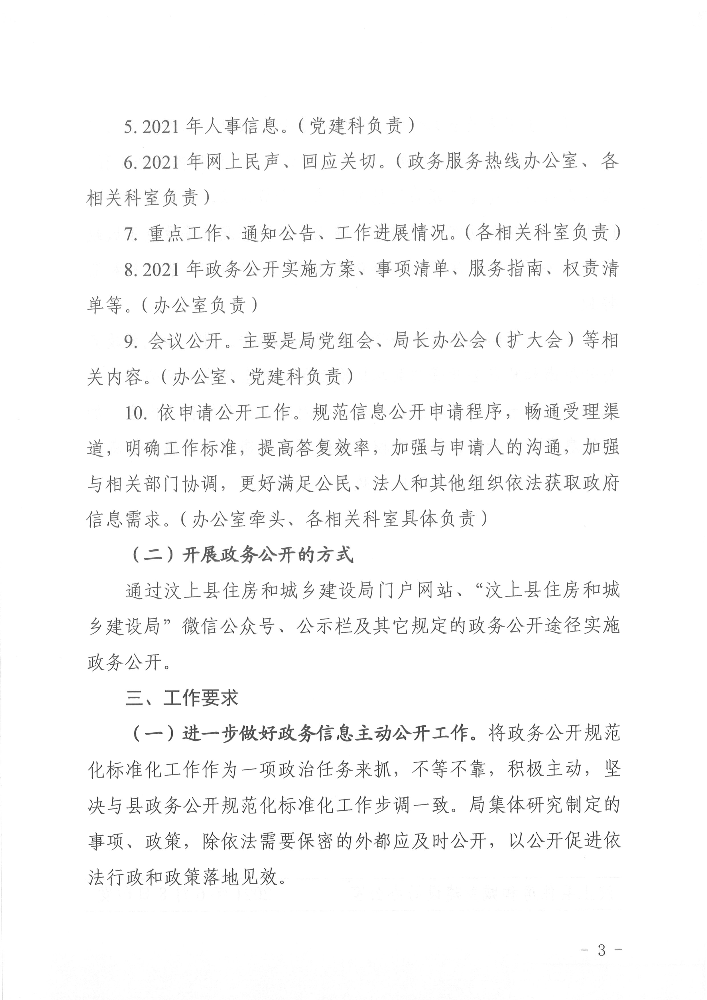 5. 2021 年人事信息。（党建科负责）
6. 2021 年网上民声、回应关切。（政务服务热线办公室、各
相关科室负责）
7. 重点工作、通知公告、工作进展情况。（各相关科室负责）
8. 2021 年政务公开实施方案、事项清单、服务指南、权责清
单等。（办公室负责）
9. 会议公开。主要是局党组会、局长办公会（扩大会）等相
关内容。（办公室、党建科负责）
10. 依申请公开工作。规范信息公开申请程序，畅通受理渠
道，明确工作标准，提高答复效率，加强与申请人的沟通，加强
与相关部门协调，更好满足公民、法人和其他组织依法获取政府
信息需求。（办公室牵头、各相关科室具体负责）
（二）开展政务公开的方式
通过汶上县住房和城乡建设局门户网站、“汶上县住房和城
乡建设局”微信公众号、公示栏及其它规定的政务公开途径实施
政务公开。
三、工作要求
（一）进一步做好政务信息主动公开工作。将政务公开规范
化标准化工作作为一项政治任务来抓，不等不靠，积极主动，坚
决与县政务公开规范化标准化工作步调一致。局集体研究制定的
事项、政策，除依法需要保密的外都应及时公开，以公开促进依
法行政和政策落地见效。
- 3 -